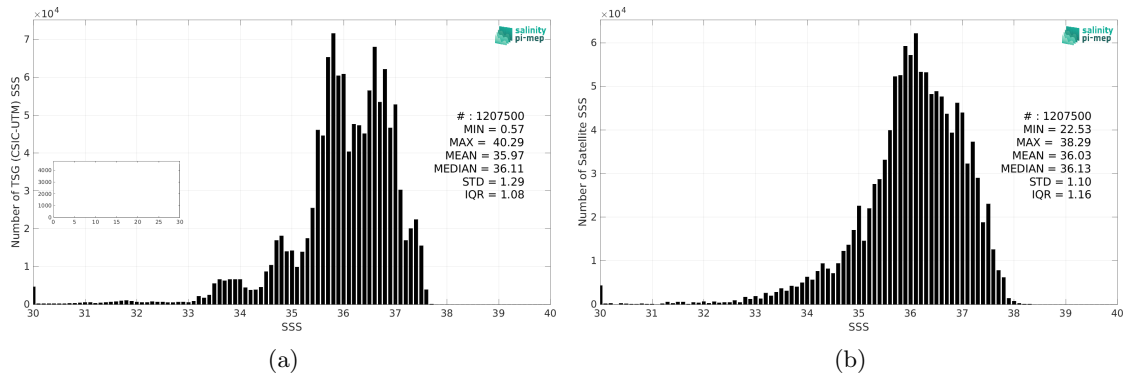 ×10⁴
7
6
5
4
3
2
1
0
Number of TSG (CSIC-UTM) SSS
salinity
pi-mep
# : 1207500
MIN = 0.57
MAX = 40.29
MEAN = 35.97
MEDIAN = 36.11
STD = 1.29
IQR = 1.08
4000
3000
2000
1000
0
0 5 10 15 20 25 30
30 31 32 33 34 35 36 37 38 39 40
SSS
(a)
×10⁴
6
5
4
3
2
1
0
Number of Satellite SSS
salinity
pi-mep
# : 1207500
MIN = 22.53
MAX = 38.29
MEAN = 36.03
MEDIAN = 36.13
STD = 1.10
IQR = 1.16
30 31 32 33 34 35 36 37 38 39 40
SSS
(b)